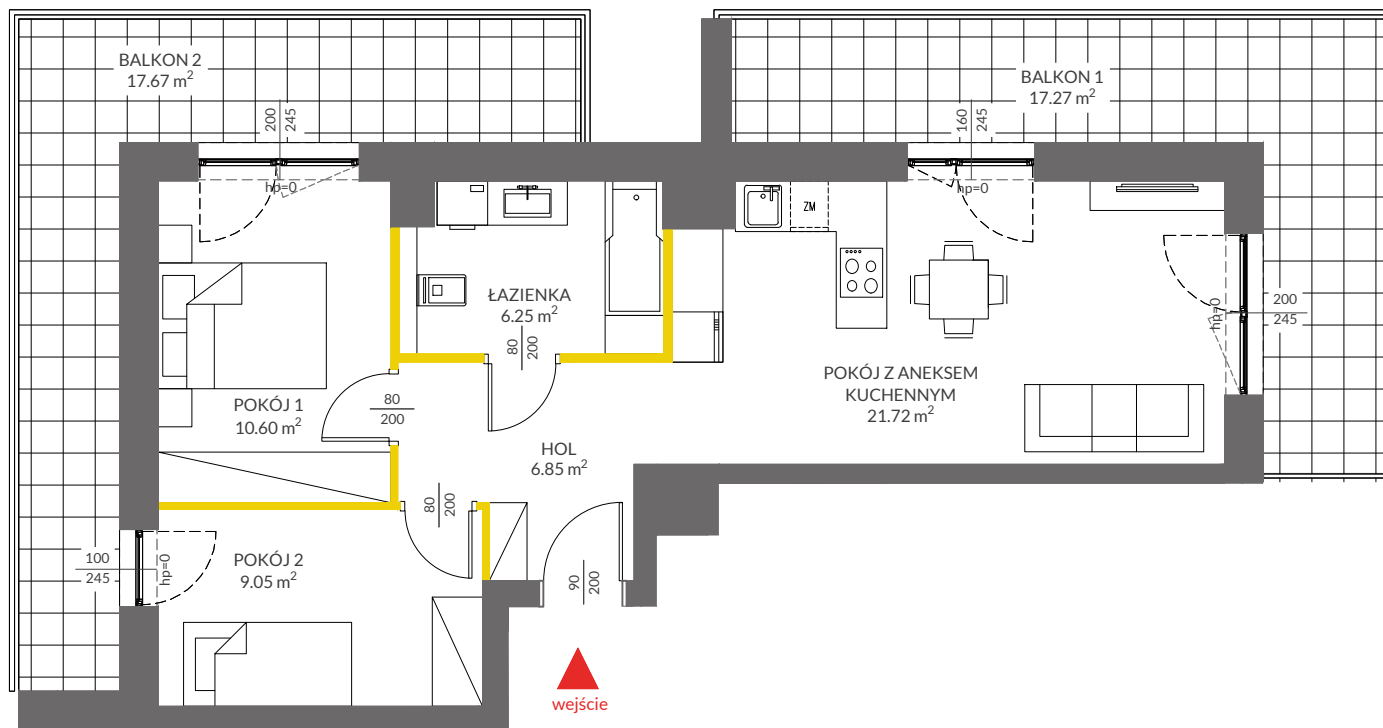 BALKON 2
17.67 m²
BALKON 1
17.27 m²
200
245
hp=0
160
245
hp=0
ZM
ŁAZIENKA
6.25 m²
80
200
200
245
hp=0
POKÓJ Z ANEKSEM
KUCHENNYM
21.72 m²
POKÓJ 1
10.60 m²
80
200
HOL
6.85 m²
80
200
100
245
hp=0
POKÓJ 2
9.05 m²
90
200
wejście